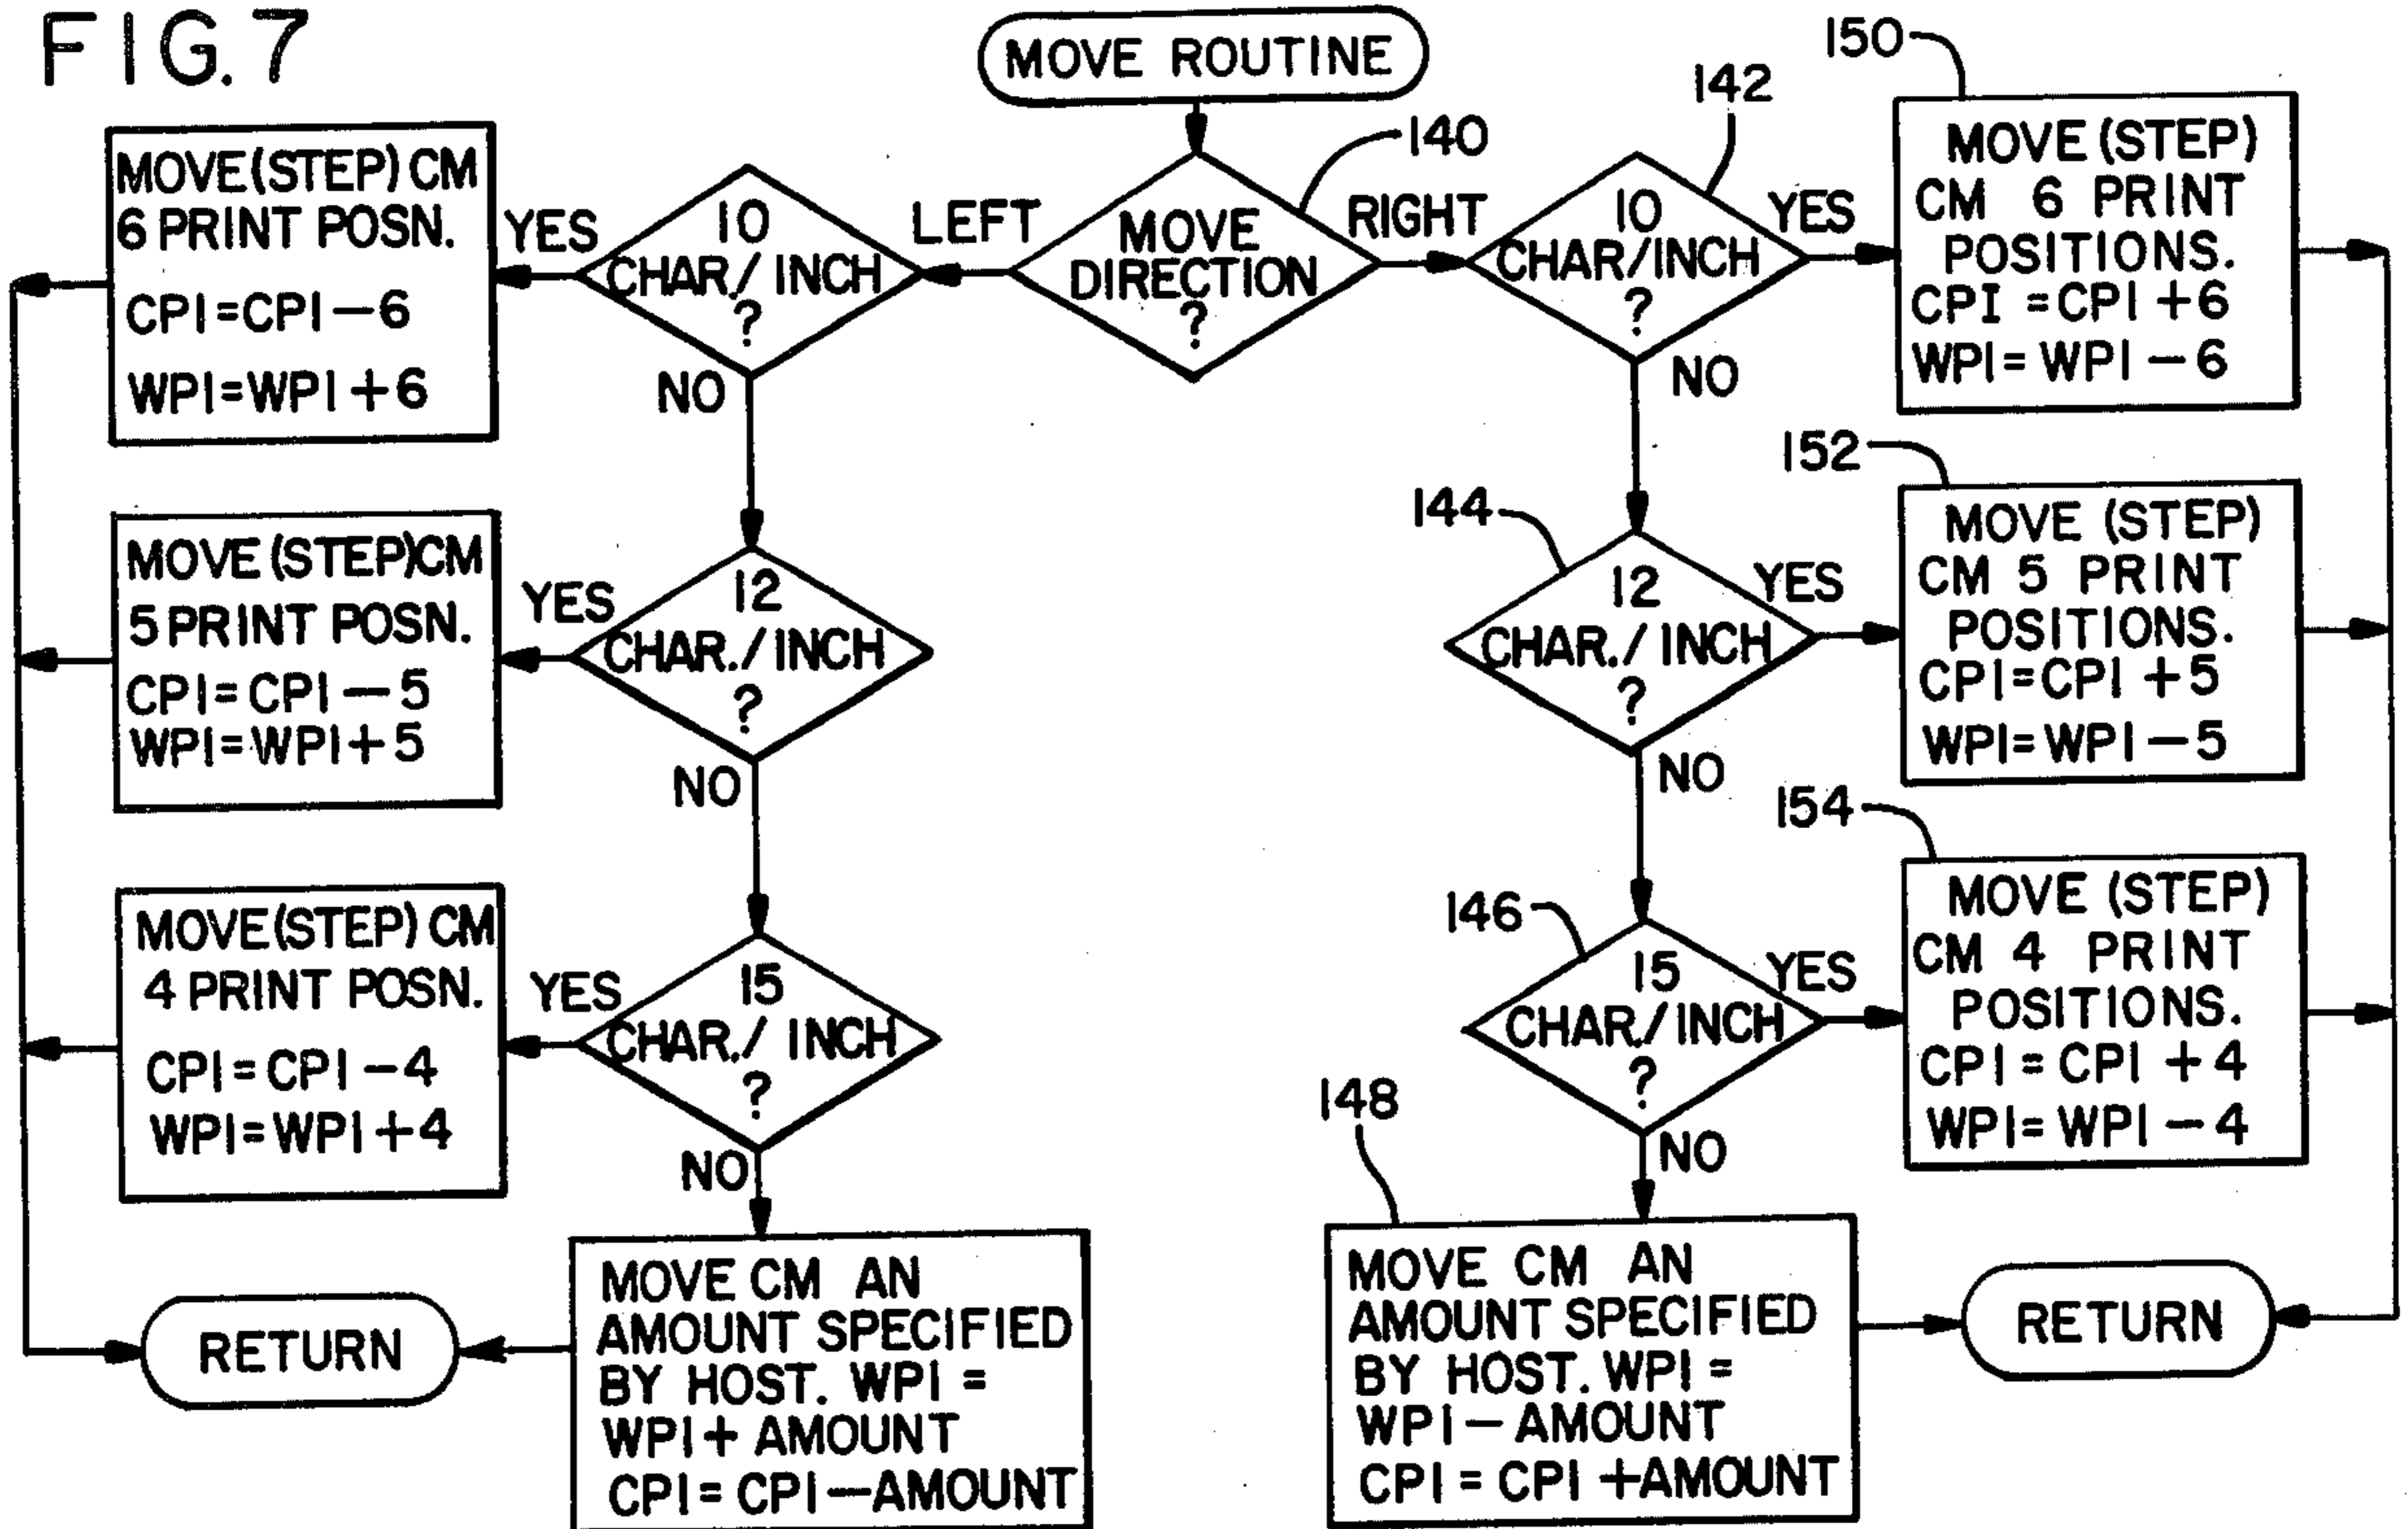 FIG. 7
MOVE ROUTINE
140
MOVE
DIRECTION
?
LEFT
RIGHT
10
CHAR/ INCH
?
YES
NO
MOVE(STEP) CM
6 PRINT POSN.
CPI=CPI−6
WPI=WPI+6
12
CHAR./ INCH
?
YES
NO
MOVE(STEP)CM
5 PRINT POSN.
CPI=CPI−5
WPI=WPI+5
15
CHAR./ INCH
?
YES
NO
MOVE(STEP) CM
4 PRINT POSN.
CPI=CPI−4
WPI=WPI+4
MOVE CM AN
AMOUNT SPECIFIED
BY HOST. WPI =
WPI+ AMOUNT
CPI= CPI−AMOUNT
RETURN
142
10
CHAR/INCH
?
YES
NO
150
MOVE (STEP)
CM 6 PRINT
POSITIONS.
CPI =CPI +6
WPI= WPI −6
144
12
CHAR./ INCH
?
YES
NO
152
MOVE (STEP)
CM 5 PRINT
POSITIONS.
CPI=CPI +5
WPI= WPI −5
146
15
CHAR./INCH
?
YES
NO
154
MOVE (STEP)
CM 4 PRINT
POSITIONS.
CPI = CPI +4
WPI= WPI −4
148
MOVE CM AN
AMOUNT SPECIFIED
BY HOST. WPI =
WPI− AMOUNT
CPI = CPI +AMOUNT
RETURN